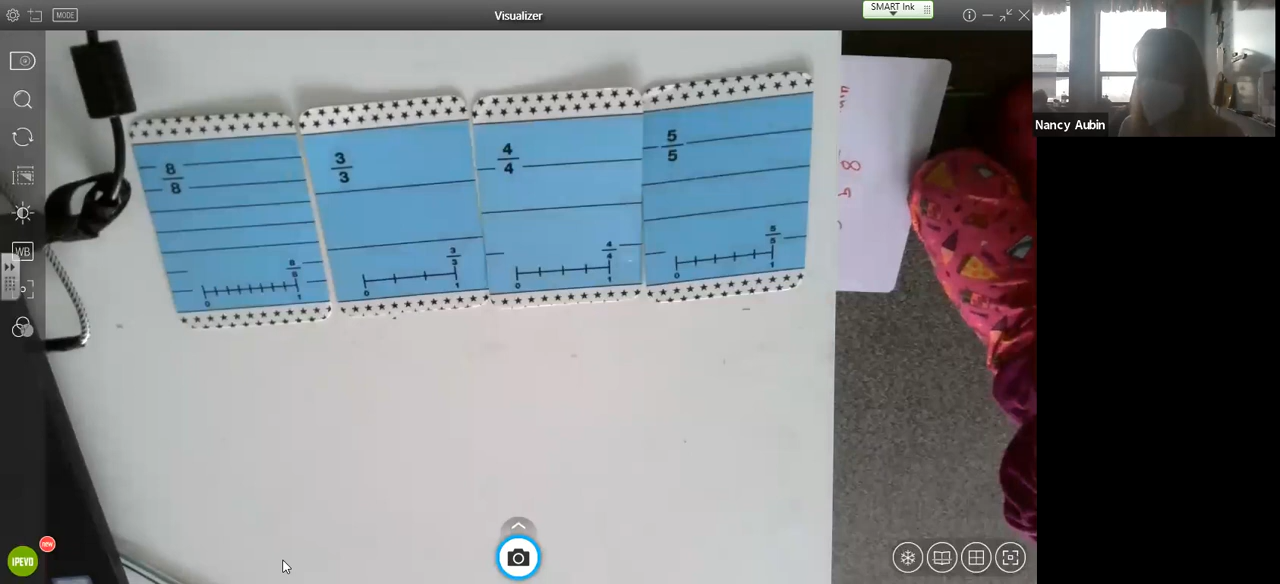 Visualizer
SMART Ink
MODE
Nancy Aubin
8/8
3/3
4/4
5/5
3/3
4/4
5/5
0 1
0 1
0 1
0 1
WB
8
new
iPEVO